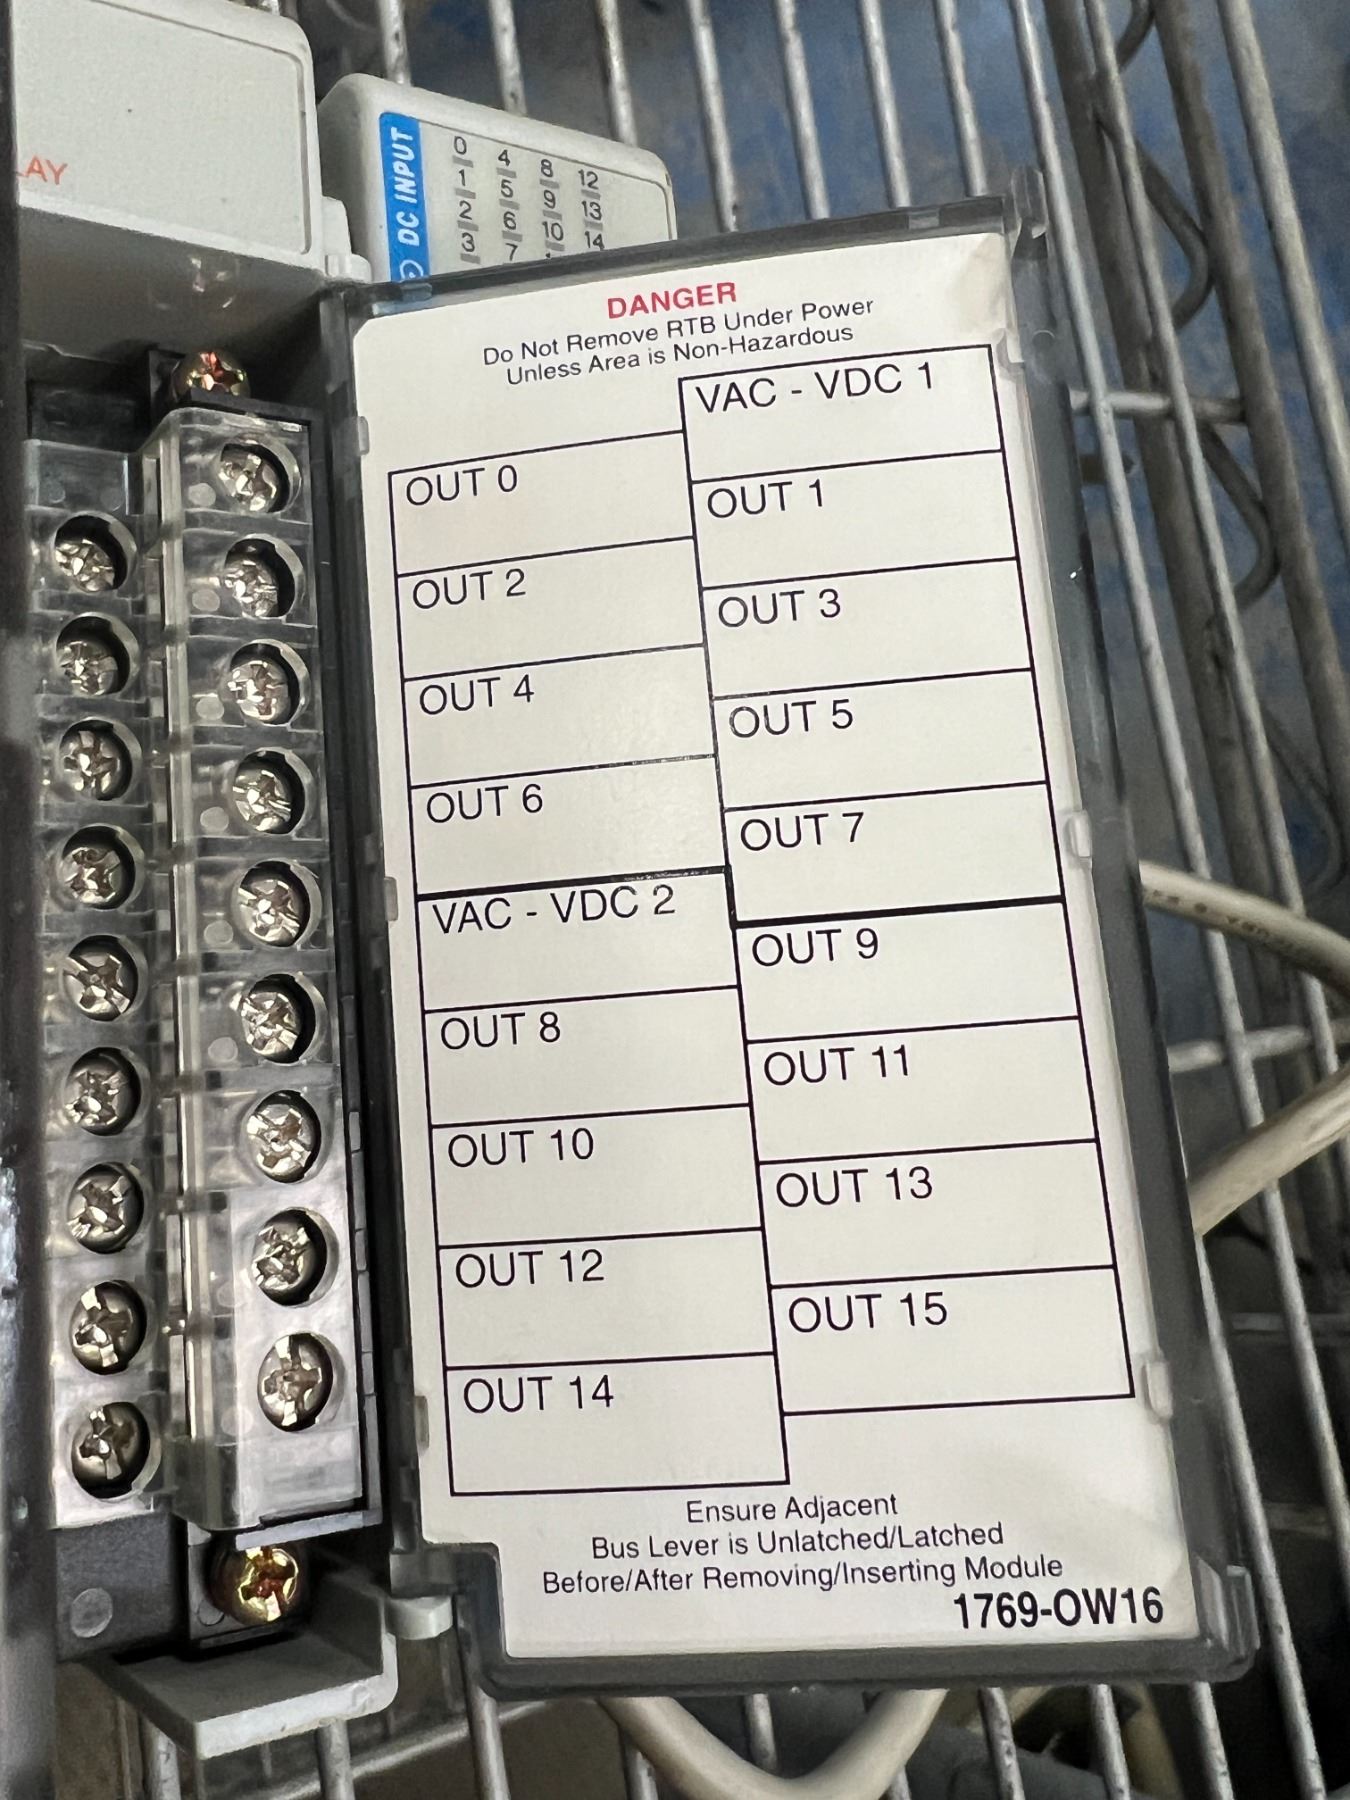 DC INPUT
0 4 8 12
1 5 9 13
2 6 10 14
3 7
DANGER
Do Not Remove RTB Under Power
Unless Area is Non-Hazardous
VAC - VDC 1
OUT 0
OUT 1
OUT 2
OUT 3
OUT 4
OUT 5
OUT 6
OUT 7
VAC - VDC 2
OUT 9
OUT 8
OUT 11
OUT 10
OUT 13
OUT 12
OUT 15
OUT 14
Ensure Adjacent
Bus Lever is Unlatched/Latched
Before/After Removing/Inserting Module
1769-OW16